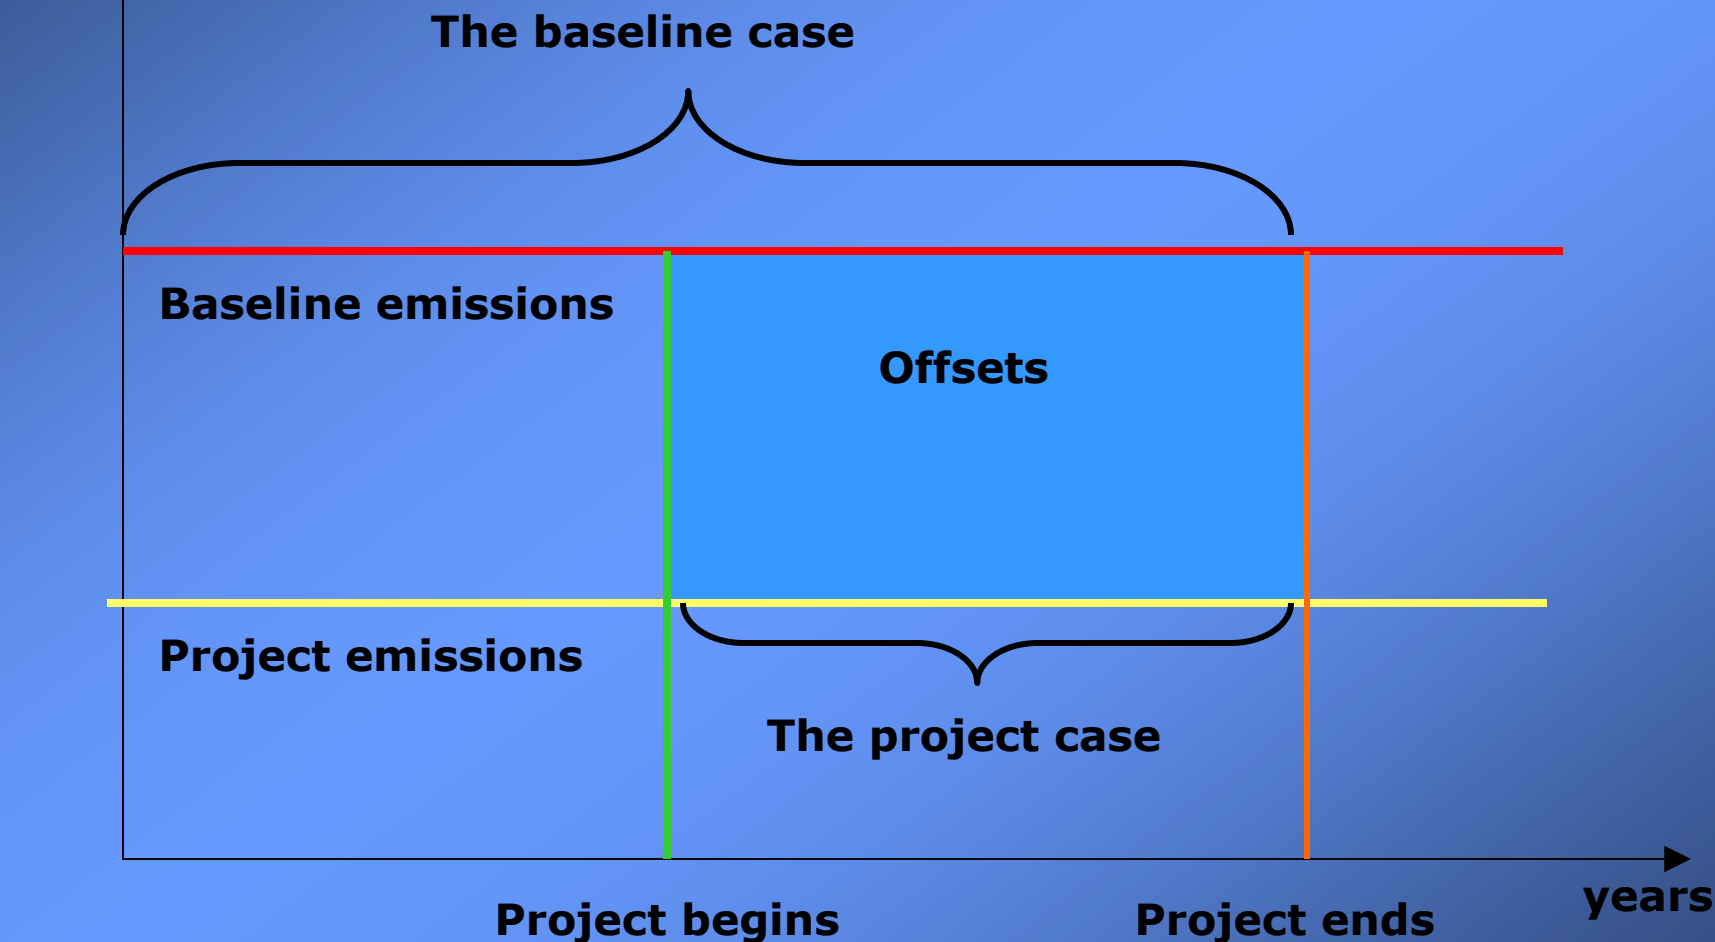 The baseline case
Baseline emissions
Offsets
Project emissions
The project case
years
Project begins
Project ends